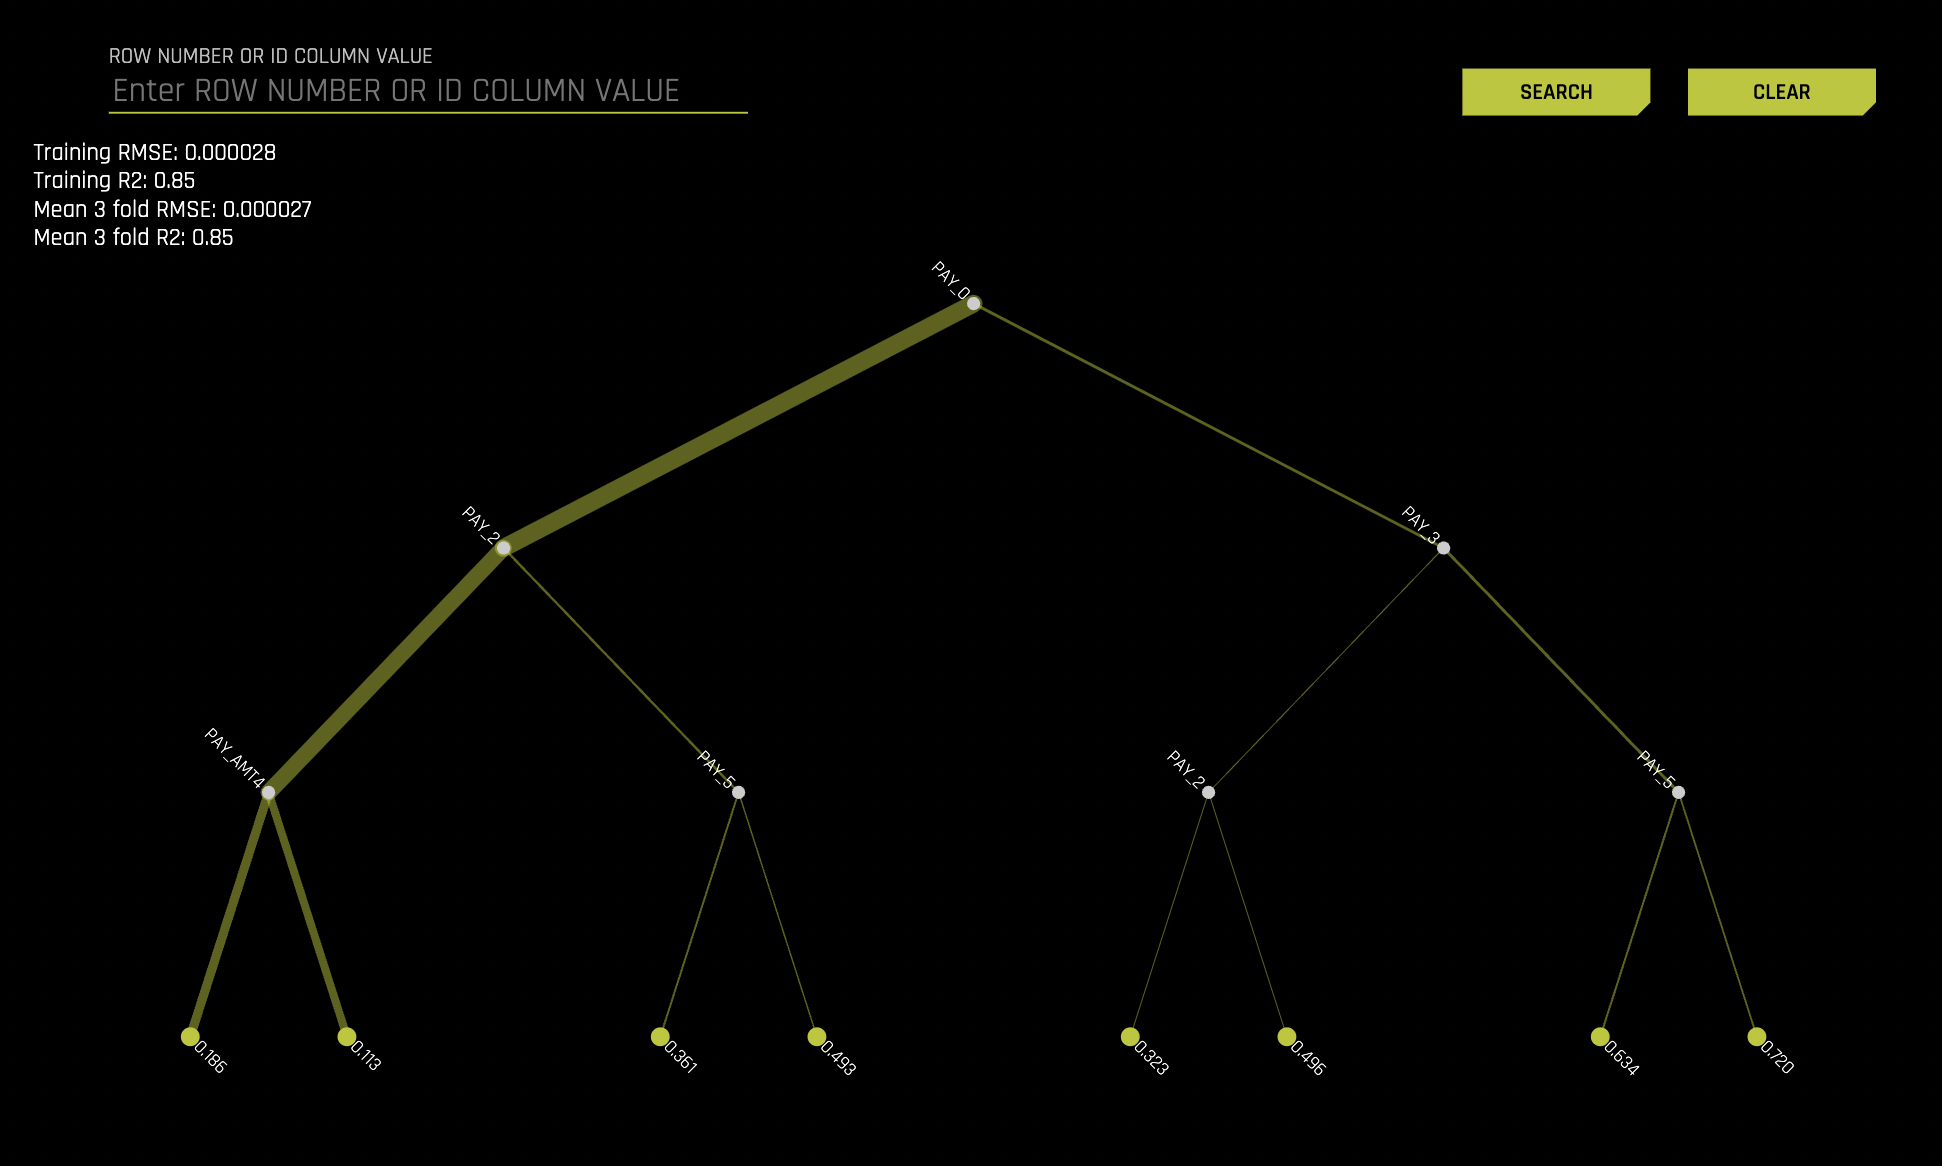 ROW NUMBER OR ID COLUMN VALUE
Enter ROW NUMBER OR ID COLUMN VALUE
SEARCH
CLEAR
Training RMSE: 0.000028
Training R2: 0.85
Mean 3 fold RMSE: 0.000027
Mean 3 fold R2: 0.85
PAY_0
PAY_2
PAY_3
PAY_AMT4
PAY_5
PAY_2
PAY_5
0.186
0.113
0.361
0.493
0.323
0.496
0.634
0.720